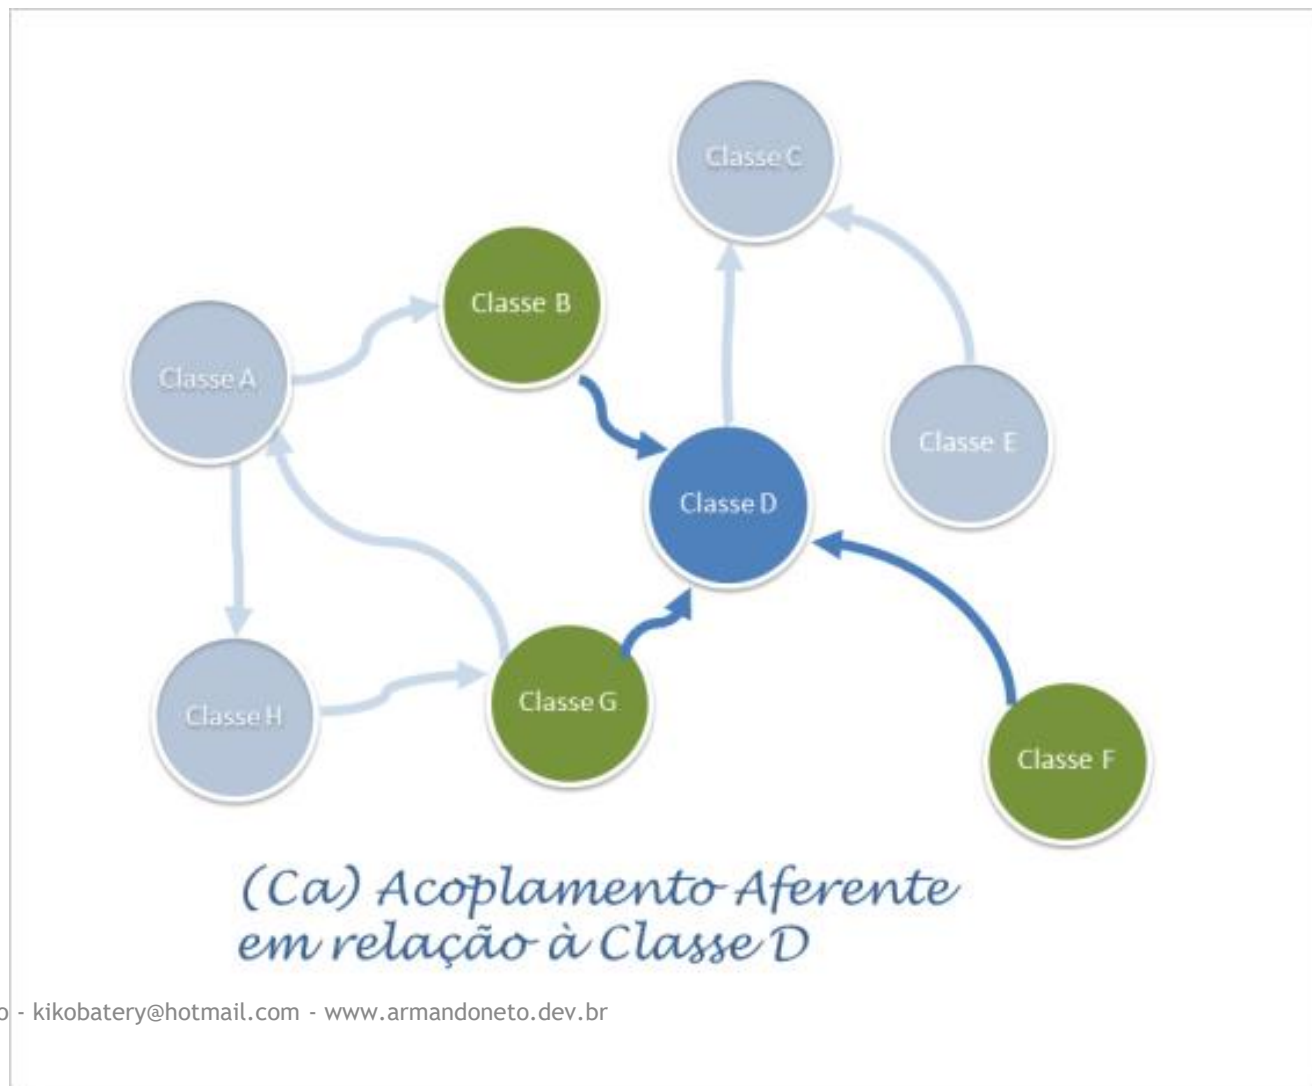 Classe C
Classe B
Classe A
Classe E
Classe D
Classe G
Classe H
Classe F
(Ca) Acoplamento Aferente
em relação à Classe D
o - kikobatery@hotmail.com - www.armandoneto.dev.br